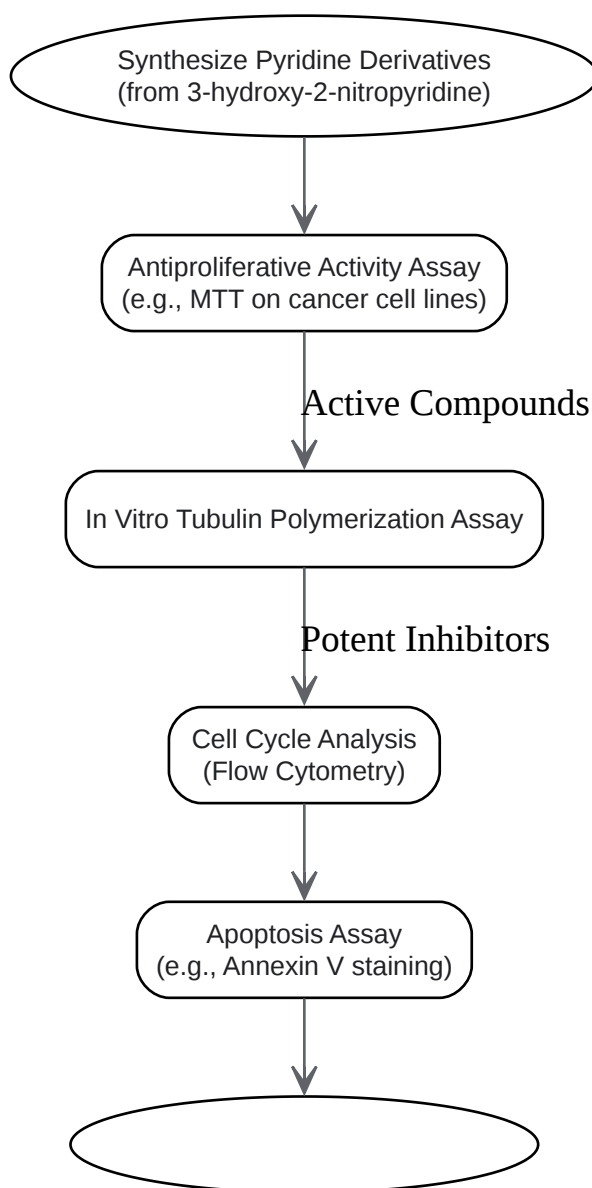 Synthesize Pyridine Derivatives
(from 3-hydroxy-2-nitropyridine)
Antiproliferative Activity Assay
(e.g., MTT on cancer cell lines)
Active Compounds
In Vitro Tubulin Polymerization Assay
Potent Inhibitors
Cell Cycle Analysis
(Flow Cytometry)
Apoptosis Assay
(e.g., Annexin V staining)